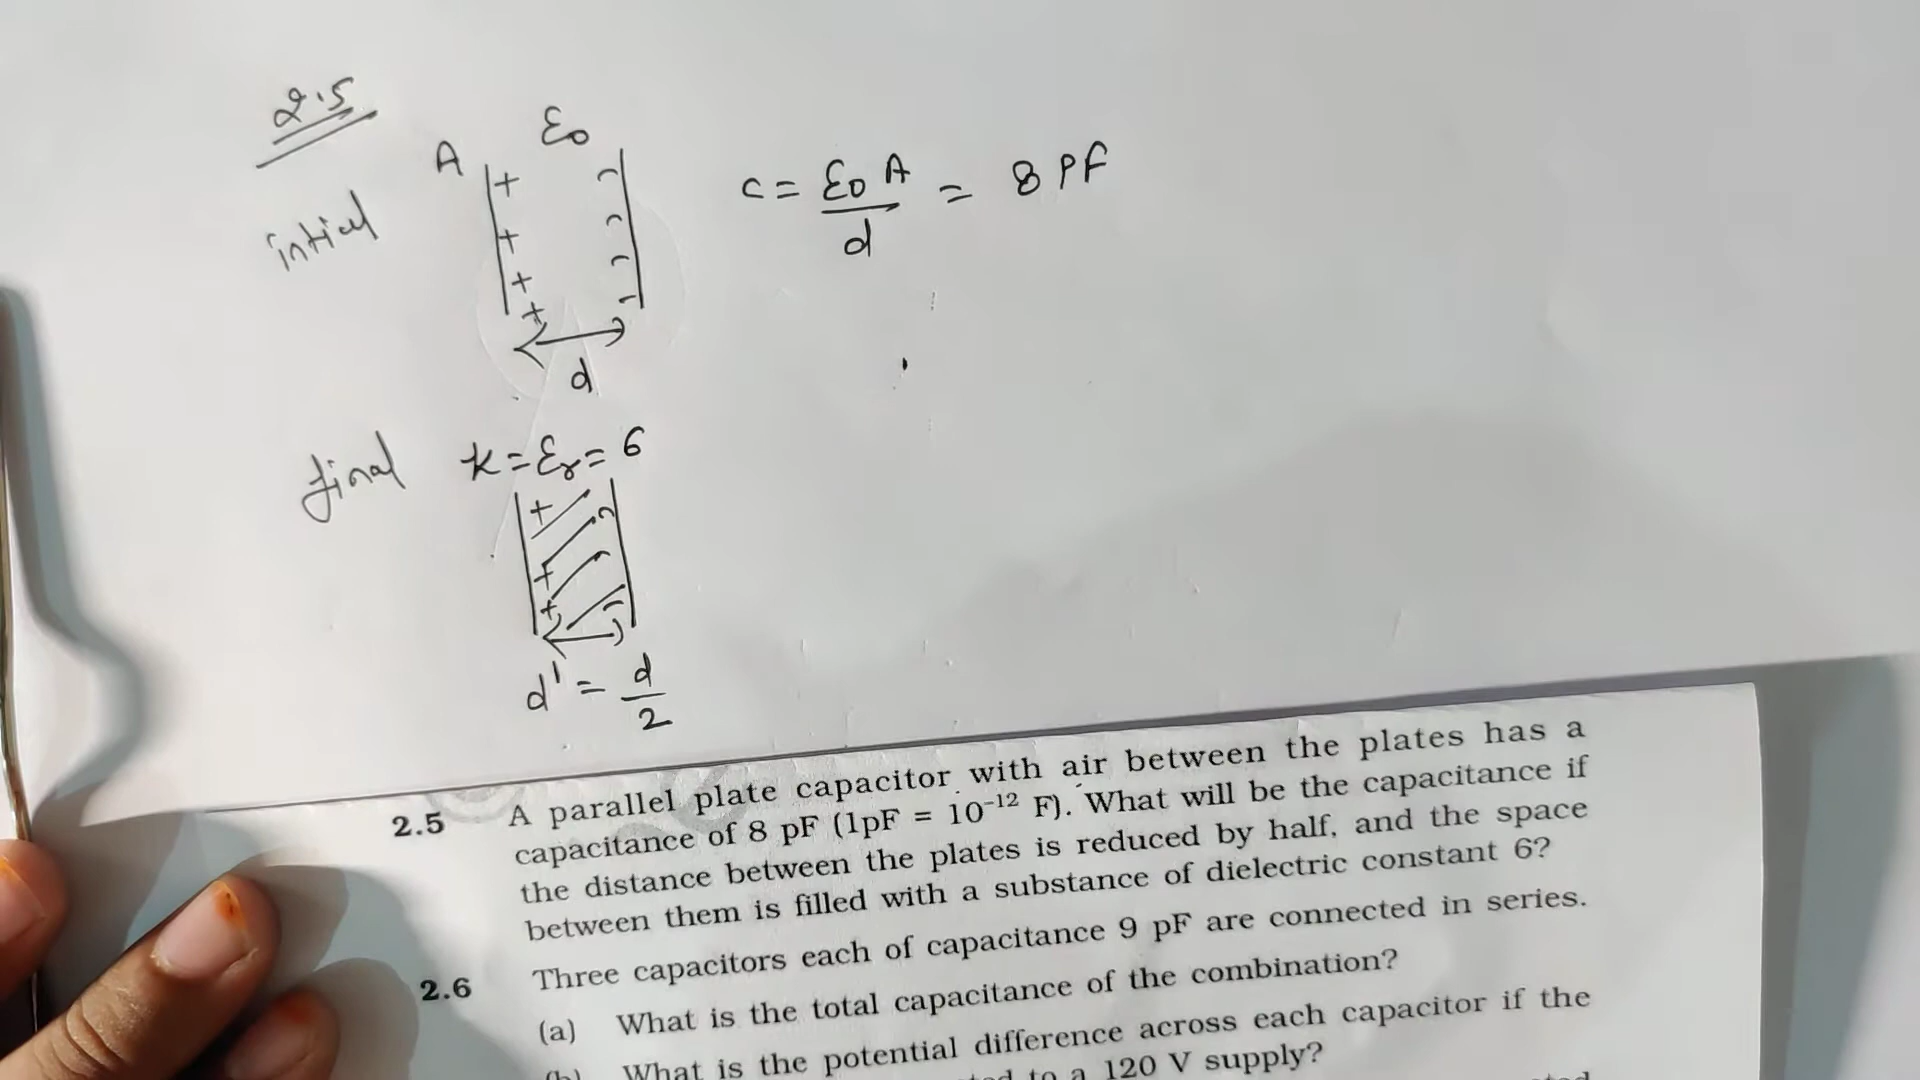 2.5
intial
A
ε₀
+ -
+ -
+ -
+ -
d
c = ε₀ A / d = 8 PF
final
K = εᵣ = 6
+ -
+
+ -
d' = d / 2
2.5 A parallel plate capacitor with air between the plates has a
capacitance of 8 pF (1pF = 10⁻¹² F). What will be the capacitance if
the distance between the plates is reduced by half, and the space
between them is filled with a substance of dielectric constant 6?
2.6 Three capacitors each of capacitance 9 pF are connected in series.
(a) What is the total capacitance of the combination?
(b) What is the potential difference across each capacitor if the
to a 120 V supply?